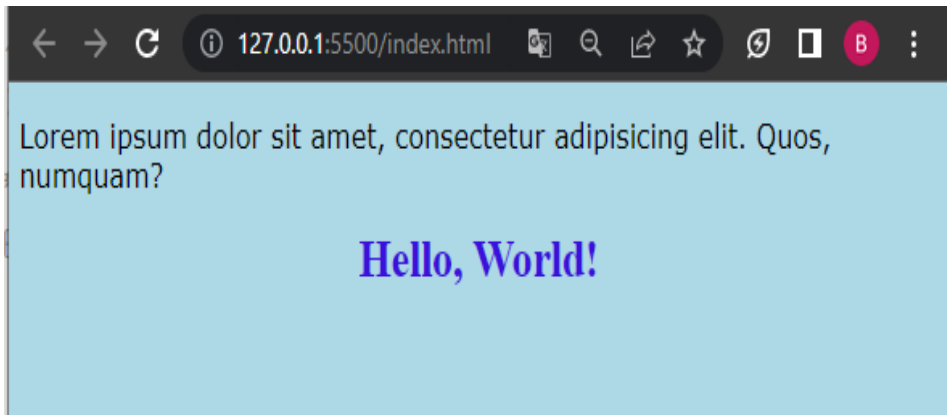 127.0.0.1:5500/index.html
B
Lorem ipsum dolor sit amet, consectetur adipisicing elit. Quos,
numquam?
Hello, World!